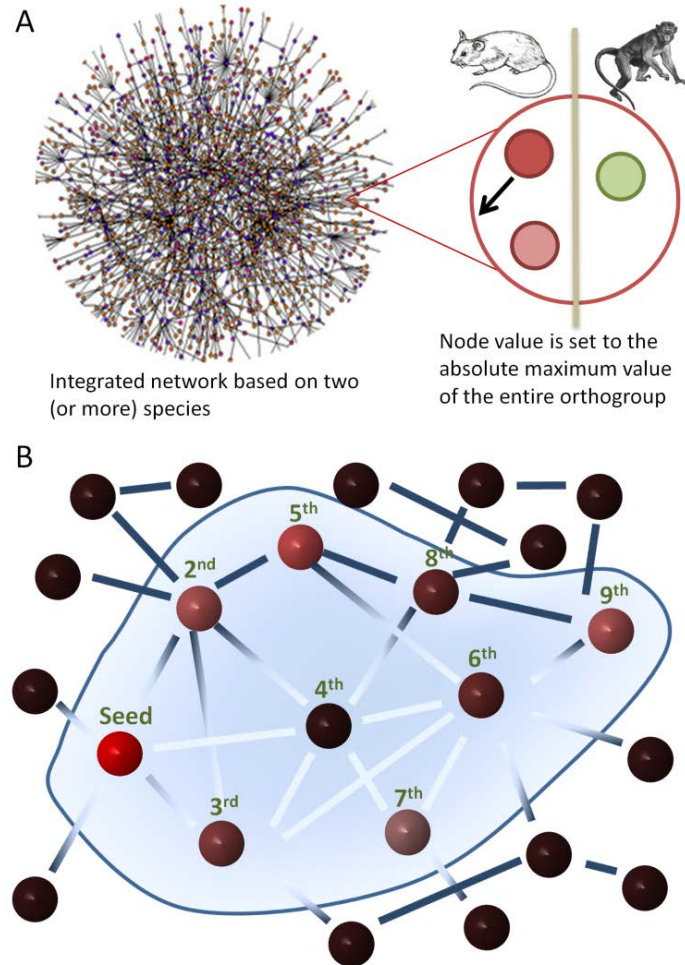 A
Integrated network based on two
(or more) species
Node value is set to the
absolute maximum value
of the entire orthogroup
B
5th
2nd
8th
9th
6th
4th
Seed
3rd
7th